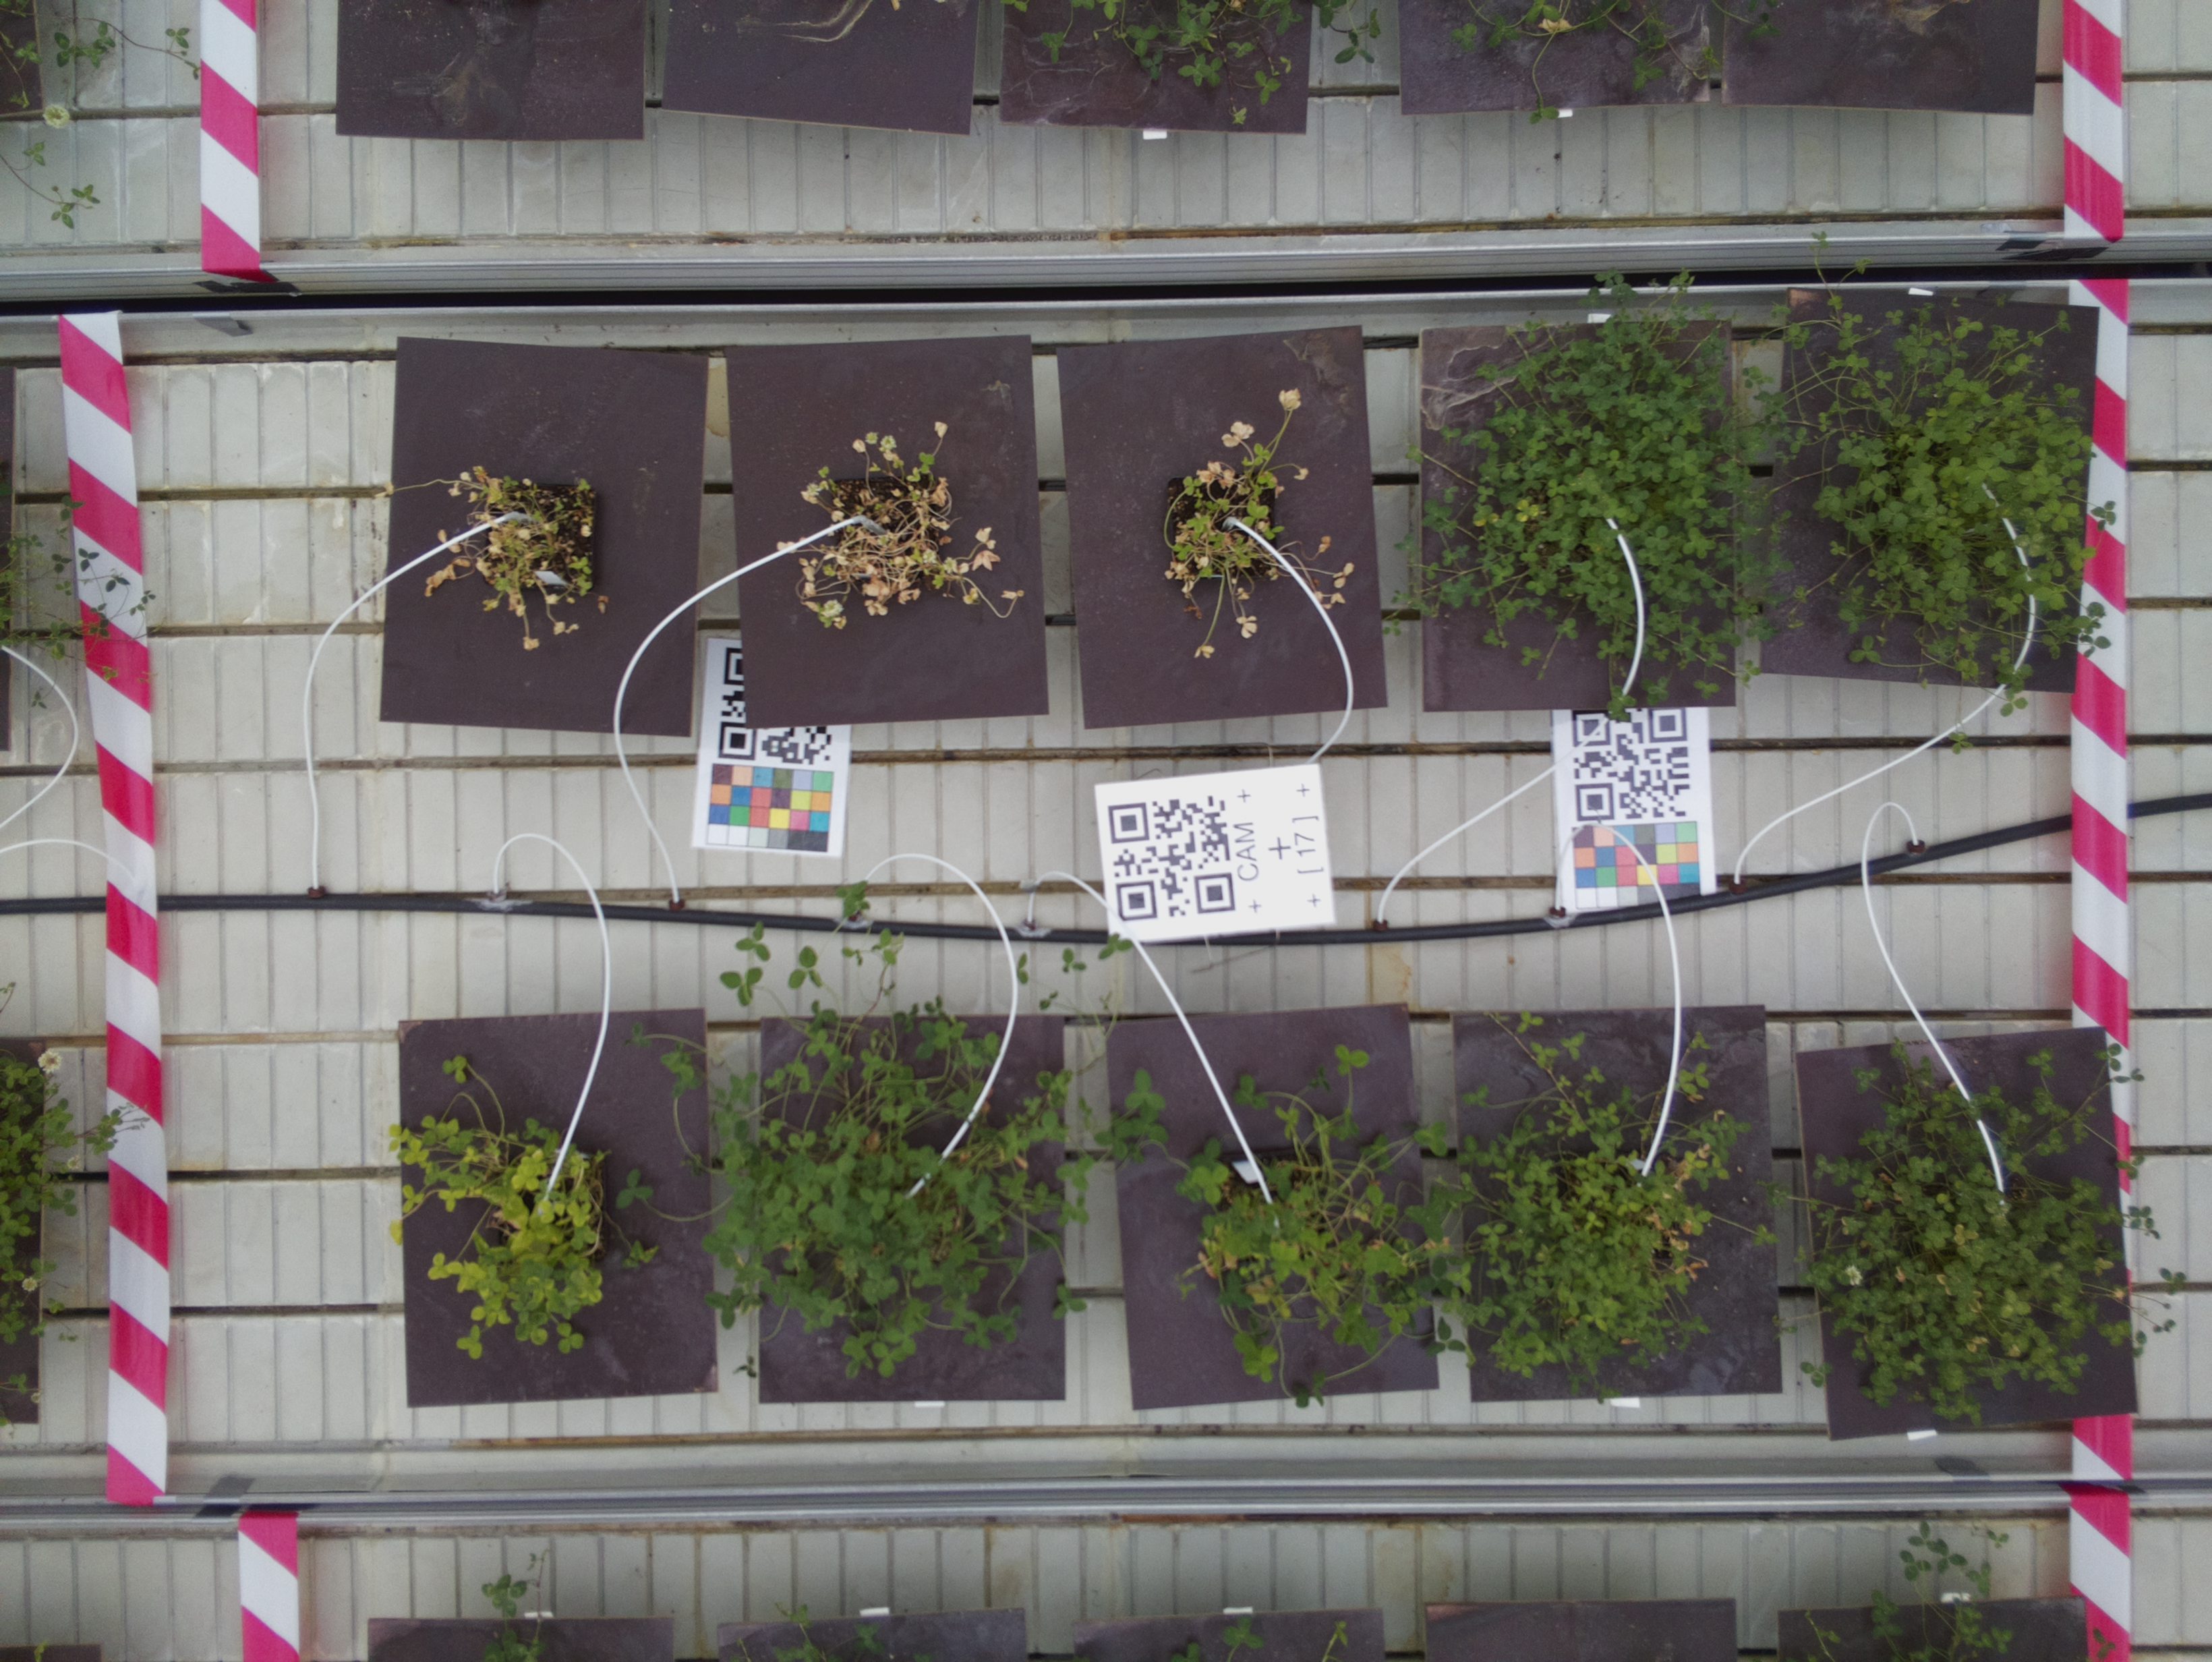 + CAM +
+
+ [ 17 ] +